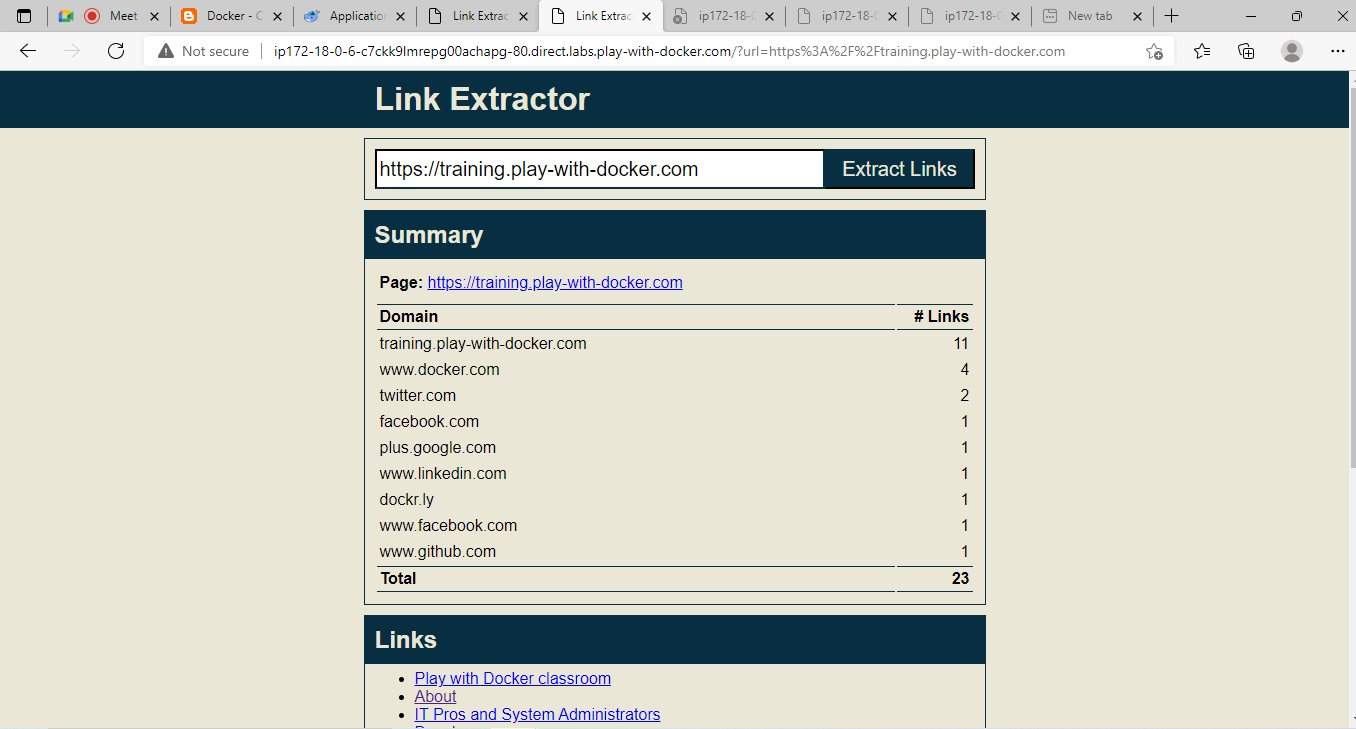 Meet
Docker - C
Application
Link Extrac
Link Extrac
ip172-18-0
ip172-18-0
ip172-18-0
New tab
Not secure
ip172-18-0-6-c7ckk9lmrepg00achapg-80.direct.labs.play-with-docker.com/?url=https%3A%2F%2Ftraining.play-with-docker.com
Link Extractor
https://training.play-with-docker.com Extract Links
Summary
Page: https://training.play-with-docker.com
Domain # Links
training.play-with-docker.com 11
www.docker.com 4
twitter.com 2
facebook.com 1
plus.google.com 1
www.linkedin.com 1
dockr.ly 1
www.facebook.com 1
www.github.com 1
Total 23
Links
Play with Docker classroom
About
IT Pros and System Administrators